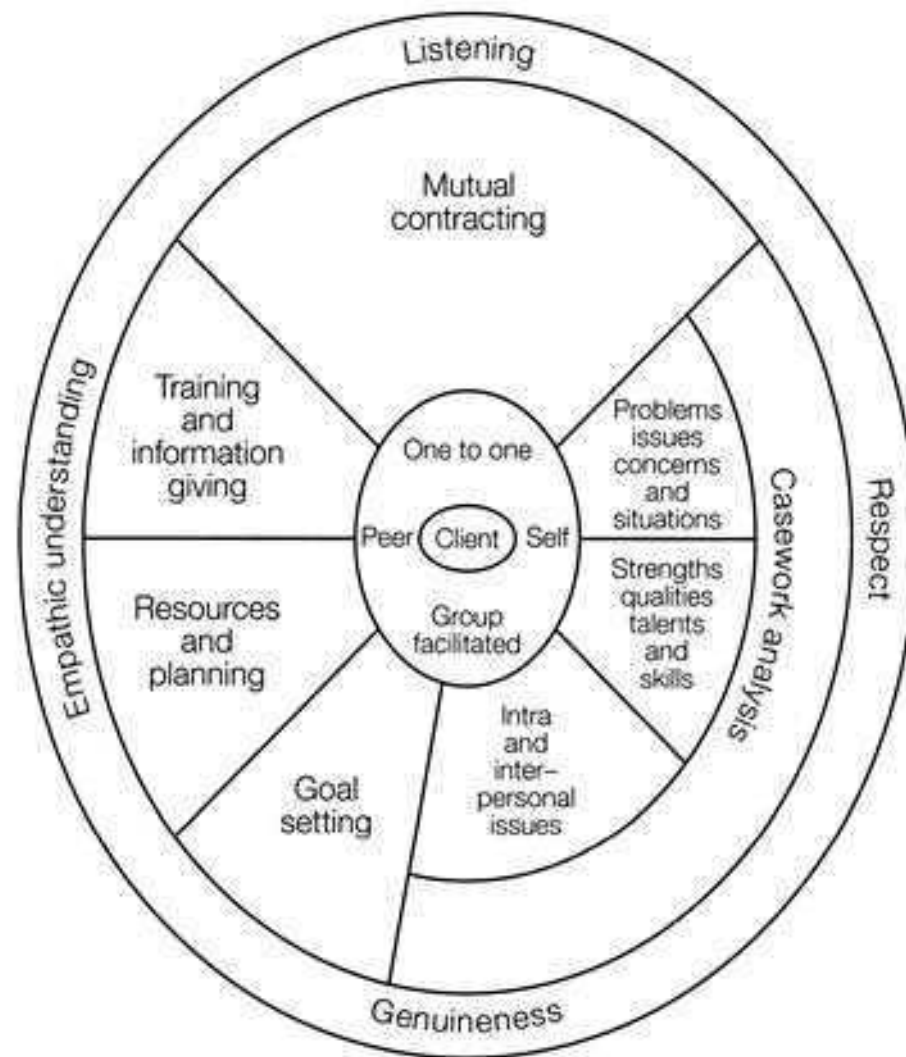 Listening
Mutual
contracting
Training
and
information
giving
Empathic understanding
One to one
Peer
Client
Self
Group
facilitated
Problems
issues
concerns
and
situations
Casework analysis
Respect
Resources
and
planning
Strengths
qualities
talents
and
skills
Goal
setting
Intra
and
inter–
personal
issues
Genuineness